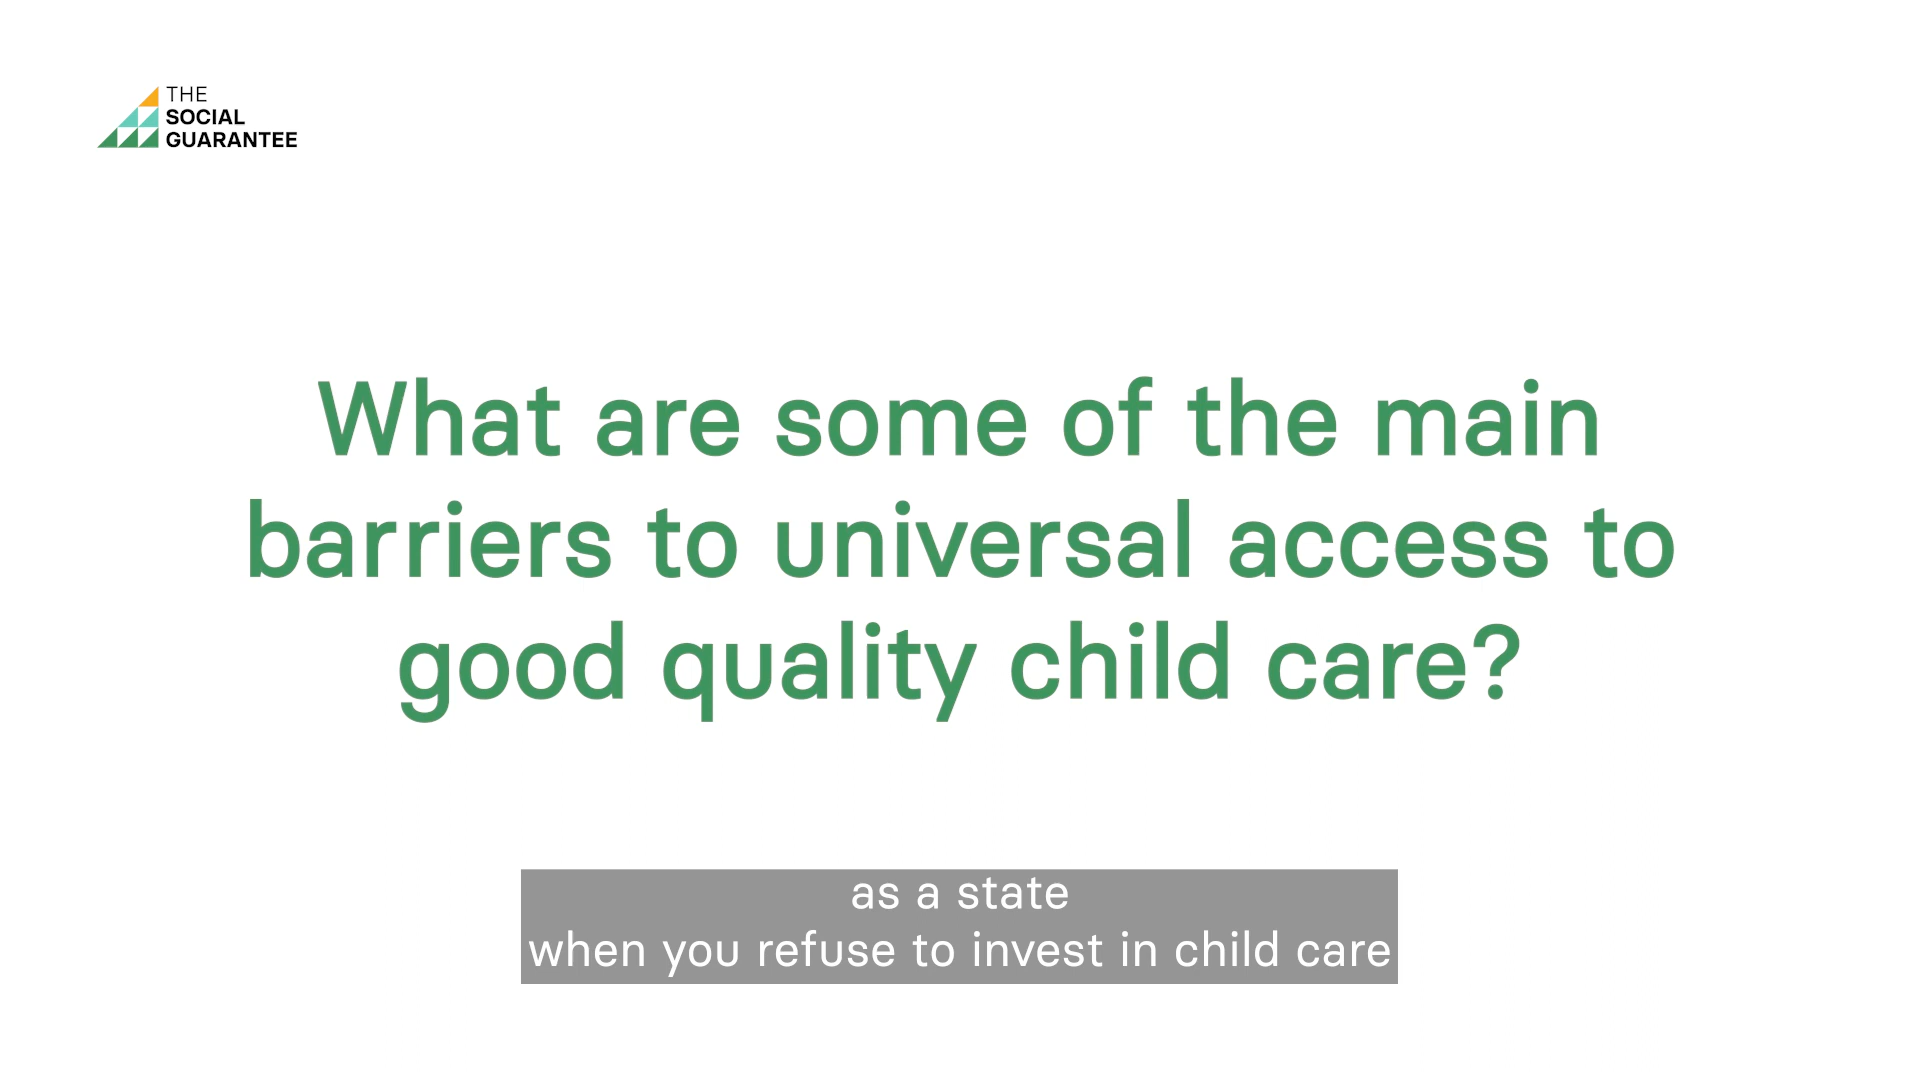 THE
SOCIAL
GUARANTEE
What are some of the main
barriers to universal access to
good quality child care?
as a state
when you refuse to invest in child care